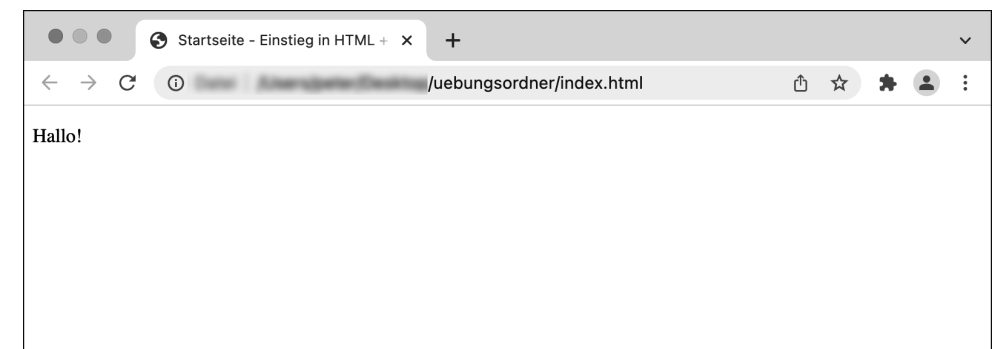 Startseite - Einstieg in HTML +
/uebungsordner/index.html
Hallo!